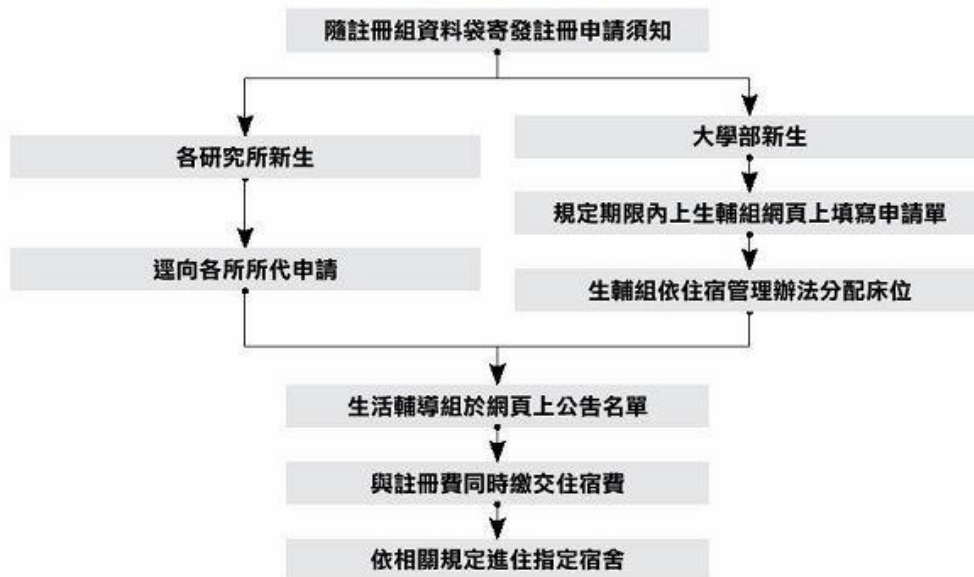 隨註冊組資料袋寄發註冊申請須知
各研究所新生
大學部新生
規定期限內上生輔組網頁上填寫申請單
逕向各所所代申請
生輔組依住宿管理辦法分配床位
生活輔導組於網頁上公告名單
與註冊費同時繳交住宿費
依相關規定進住指定宿舍